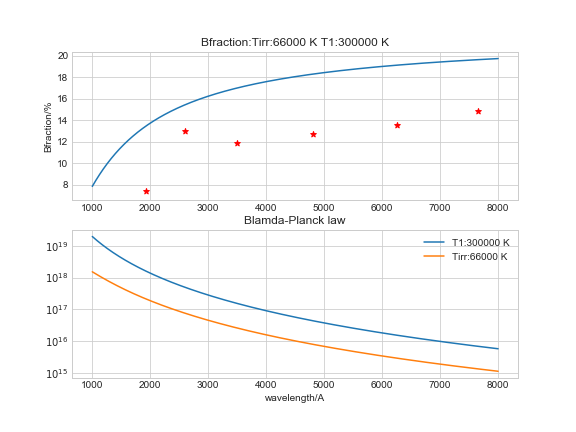 Bfraction:Tirr:66000 K T1:300000 K
20
18
16
14
12
10
8
Bfraction/%
1000 2000 3000 4000 5000 6000 7000 8000
Blamda-Planck law
10¹⁹
10¹⁸
10¹⁷
10¹⁶
10¹⁵
T1:300000 K
Tirr:66000 K
1000 2000 3000 4000 5000 6000 7000 8000
wavelength/A